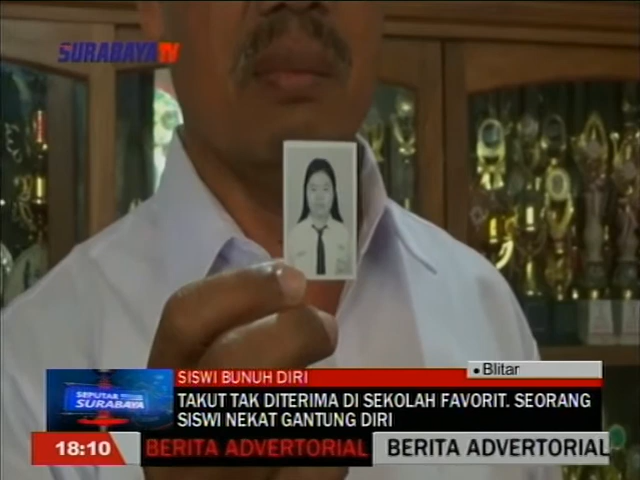 SURABAYATV
SISWI BUNUH DIRI
• Blitar
SEPUTAR
SURABAYA
TAKUT TAK DITERIMA DI SEKOLAH FAVORIT. SEORANG
SISWI NEKAT GANTUNG DIRI
18:10
BERITA ADVERTORIAL
BERITA ADVERTORIAL